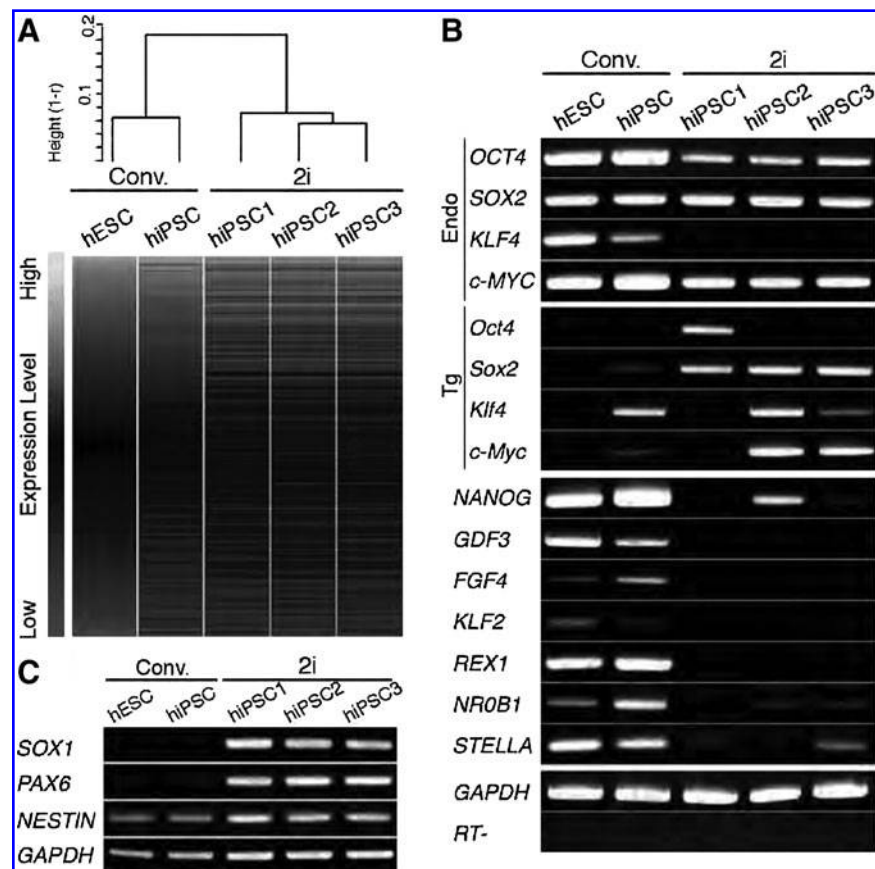 A
0.2
0.1
Height (1-r)
Conv. 2i
hESC hiPSC hiPSC1 hiPSC2 hiPSC3
High
Expression Level
Low
B
Conv. 2i
hESC hiPSC hiPSC1 hiPSC2 hiPSC3
Endo
OCT4
SOX2
KLF4
c-MYC
Tg
Oct4
Sox2
Klf4
c-Myc
NANOG
GDF3
FGF4
KLF2
REX1
NR0B1
STELLA
GAPDH
RT-
C
Conv. 2i
hESC hiPSC hiPSC1 hiPSC2 hiPSC3
SOX1
PAX6
NESTIN
GAPDH